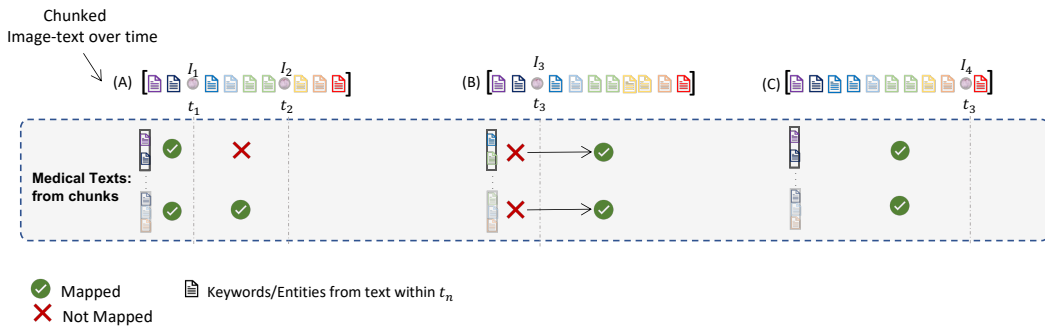 Chunked
Image-text over time
(A) [ I₁ I₂ ]
t₁ t₂
(B) [ I₃ ]
t₃
(C) [ I₄ ]
t₃
Medical Texts:
from chunks
Mapped
Not Mapped
Keywords/Entities from text within tₙ